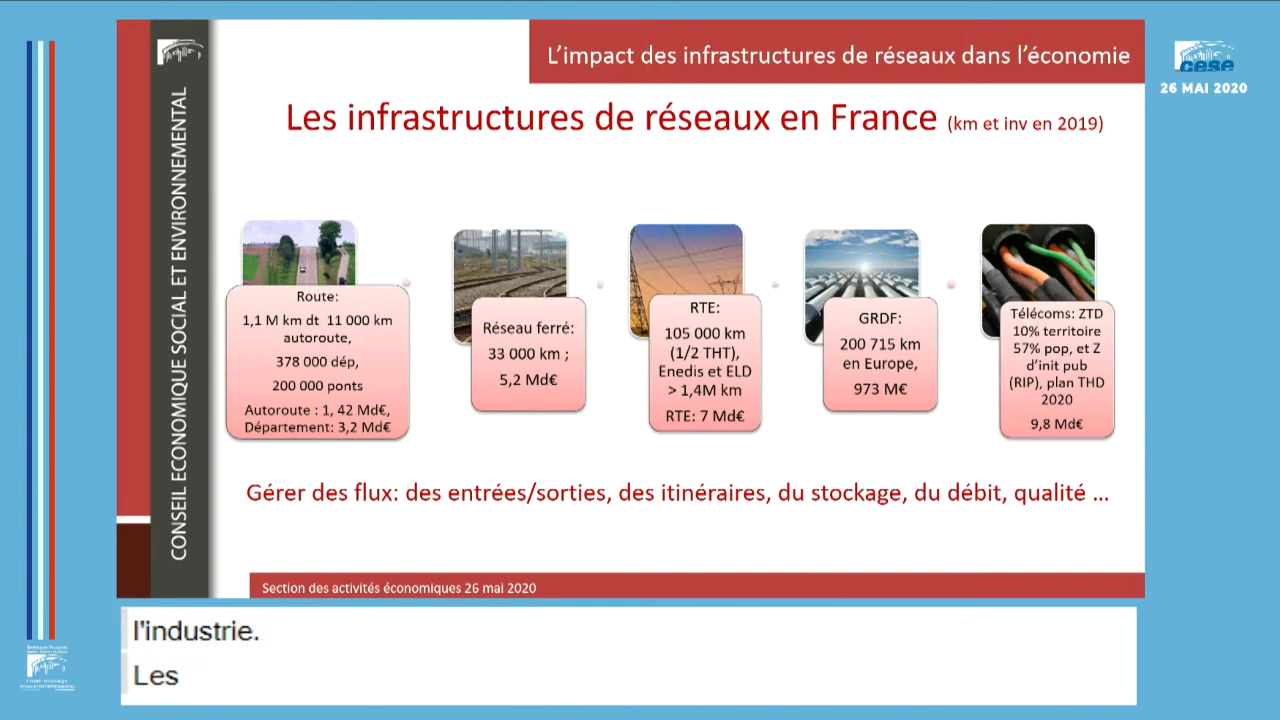 L'impact des infrastructures de réseaux dans l'économie
cese
26 MAI 2020
Les infrastructures de réseaux en France (km et inv en 2019)
CONSEIL ECONOMIQUE SOCIAL ET ENVIRONNEMENTAL
Route:
1,1 M km dt 11 000 km
autoroute,
378 000 dép,
200 000 ponts
Autoroute : 1, 42 Md€,
Département: 3,2 Md€
Réseau ferré:
33 000 km ;
5,2 Md€
RTE:
105 000 km
(1/2 THT),
Enedis et ELD
> 1,4M km
RTE: 7 Md€
GRDF:
200 715 km
en Europe,
973 M€
Télécoms: ZTD
10% territoire
57% pop, et Z
d'init pub
(RIP), plan THD
2020
9,8 Md€
Gérer des flux: des entrées/sorties, des itinéraires, du stockage, du débit, qualité ...
Section des activités économiques 26 mai 2020
l'industrie.
Les